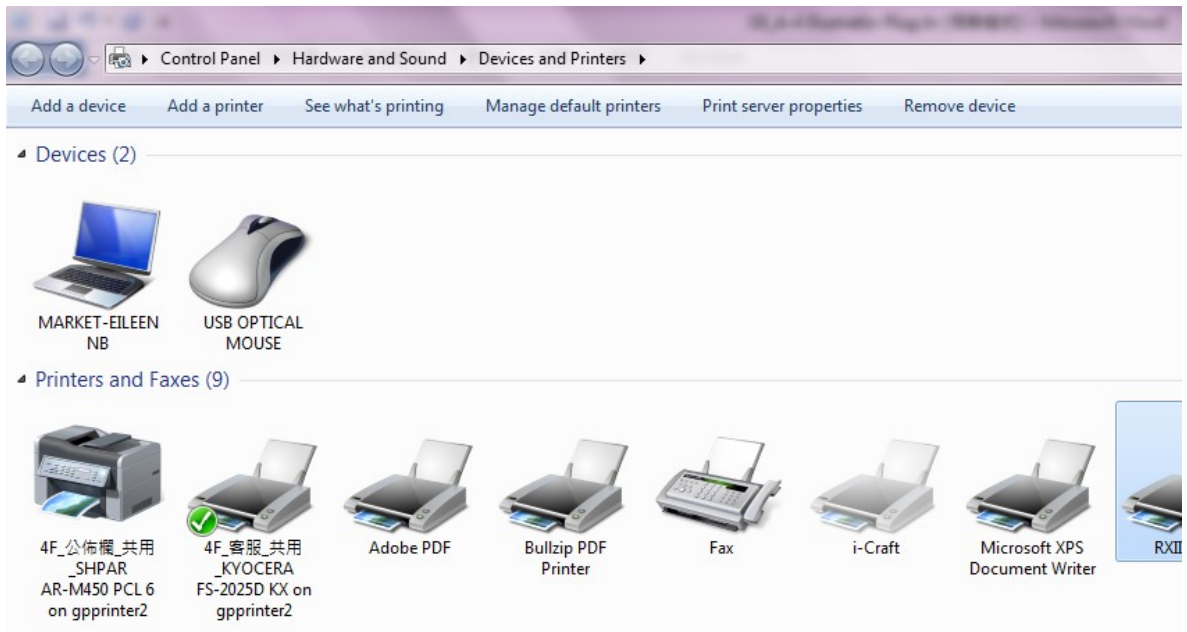 Control Panel Hardware and Sound Devices and Printers
Add a device Add a printer See what's printing Manage default printers Print server properties Remove device
Devices (2)
MARKET-EILEEN
NB
USB OPTICAL
MOUSE
Printers and Faxes (9)
4F_公佈欄_共用
_SHPAR
AR-M450 PCL 6
on gpprinter2
4F_客服_共用
_KYOCERA
FS-2025D KX on
gpprinter2
Adobe PDF
Bullzip PDF
Printer
Fax
i-Craft
Microsoft XPS
Document Writer